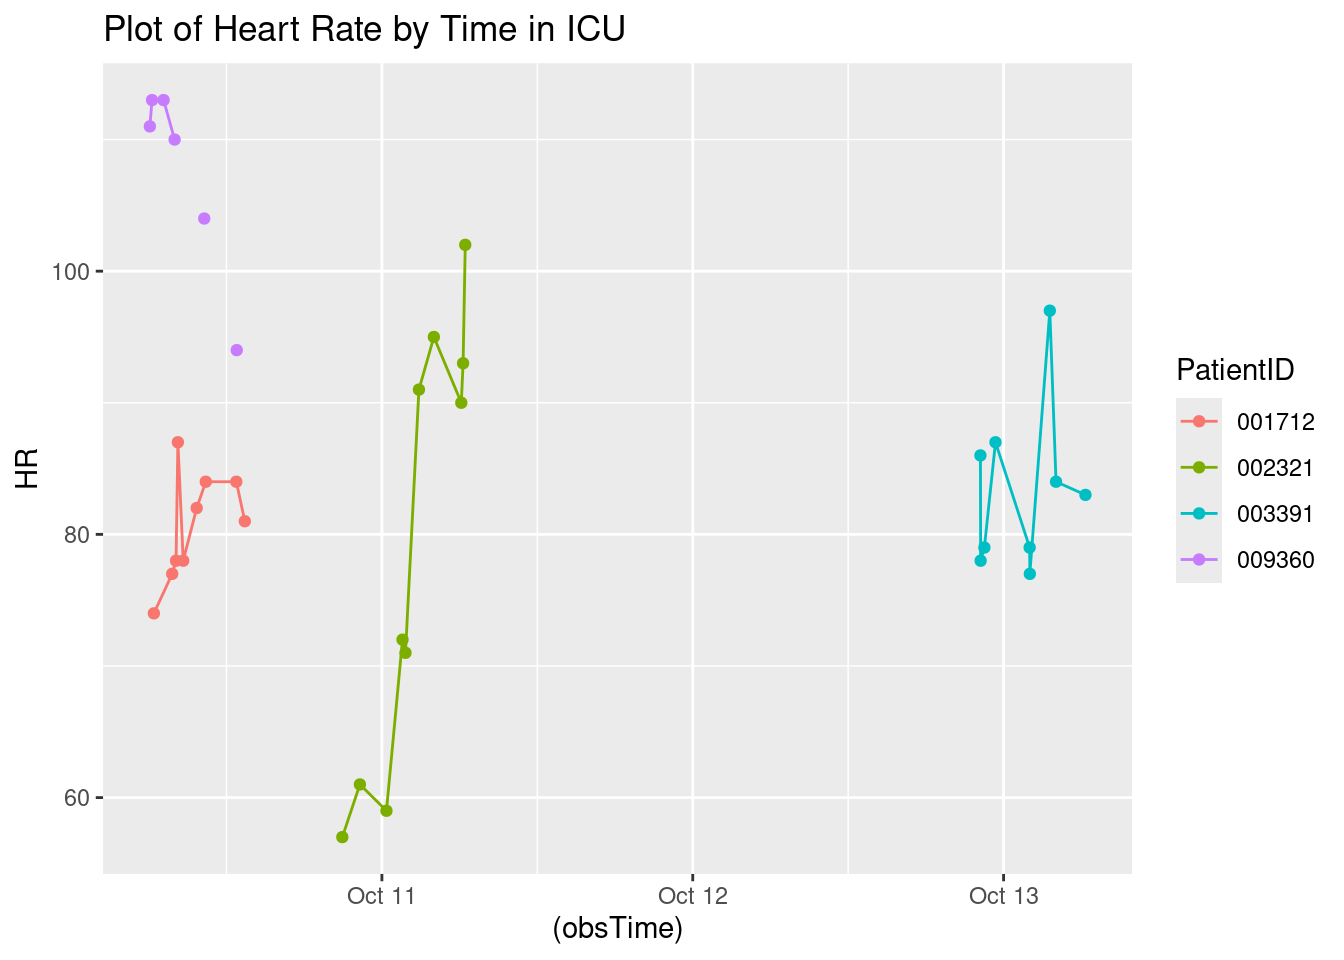 Plot of Heart Rate by Time in ICU
HR
100
80
60
Oct 11
Oct 12
Oct 13
(obsTime)
PatientID
001712
002321
003391
009360